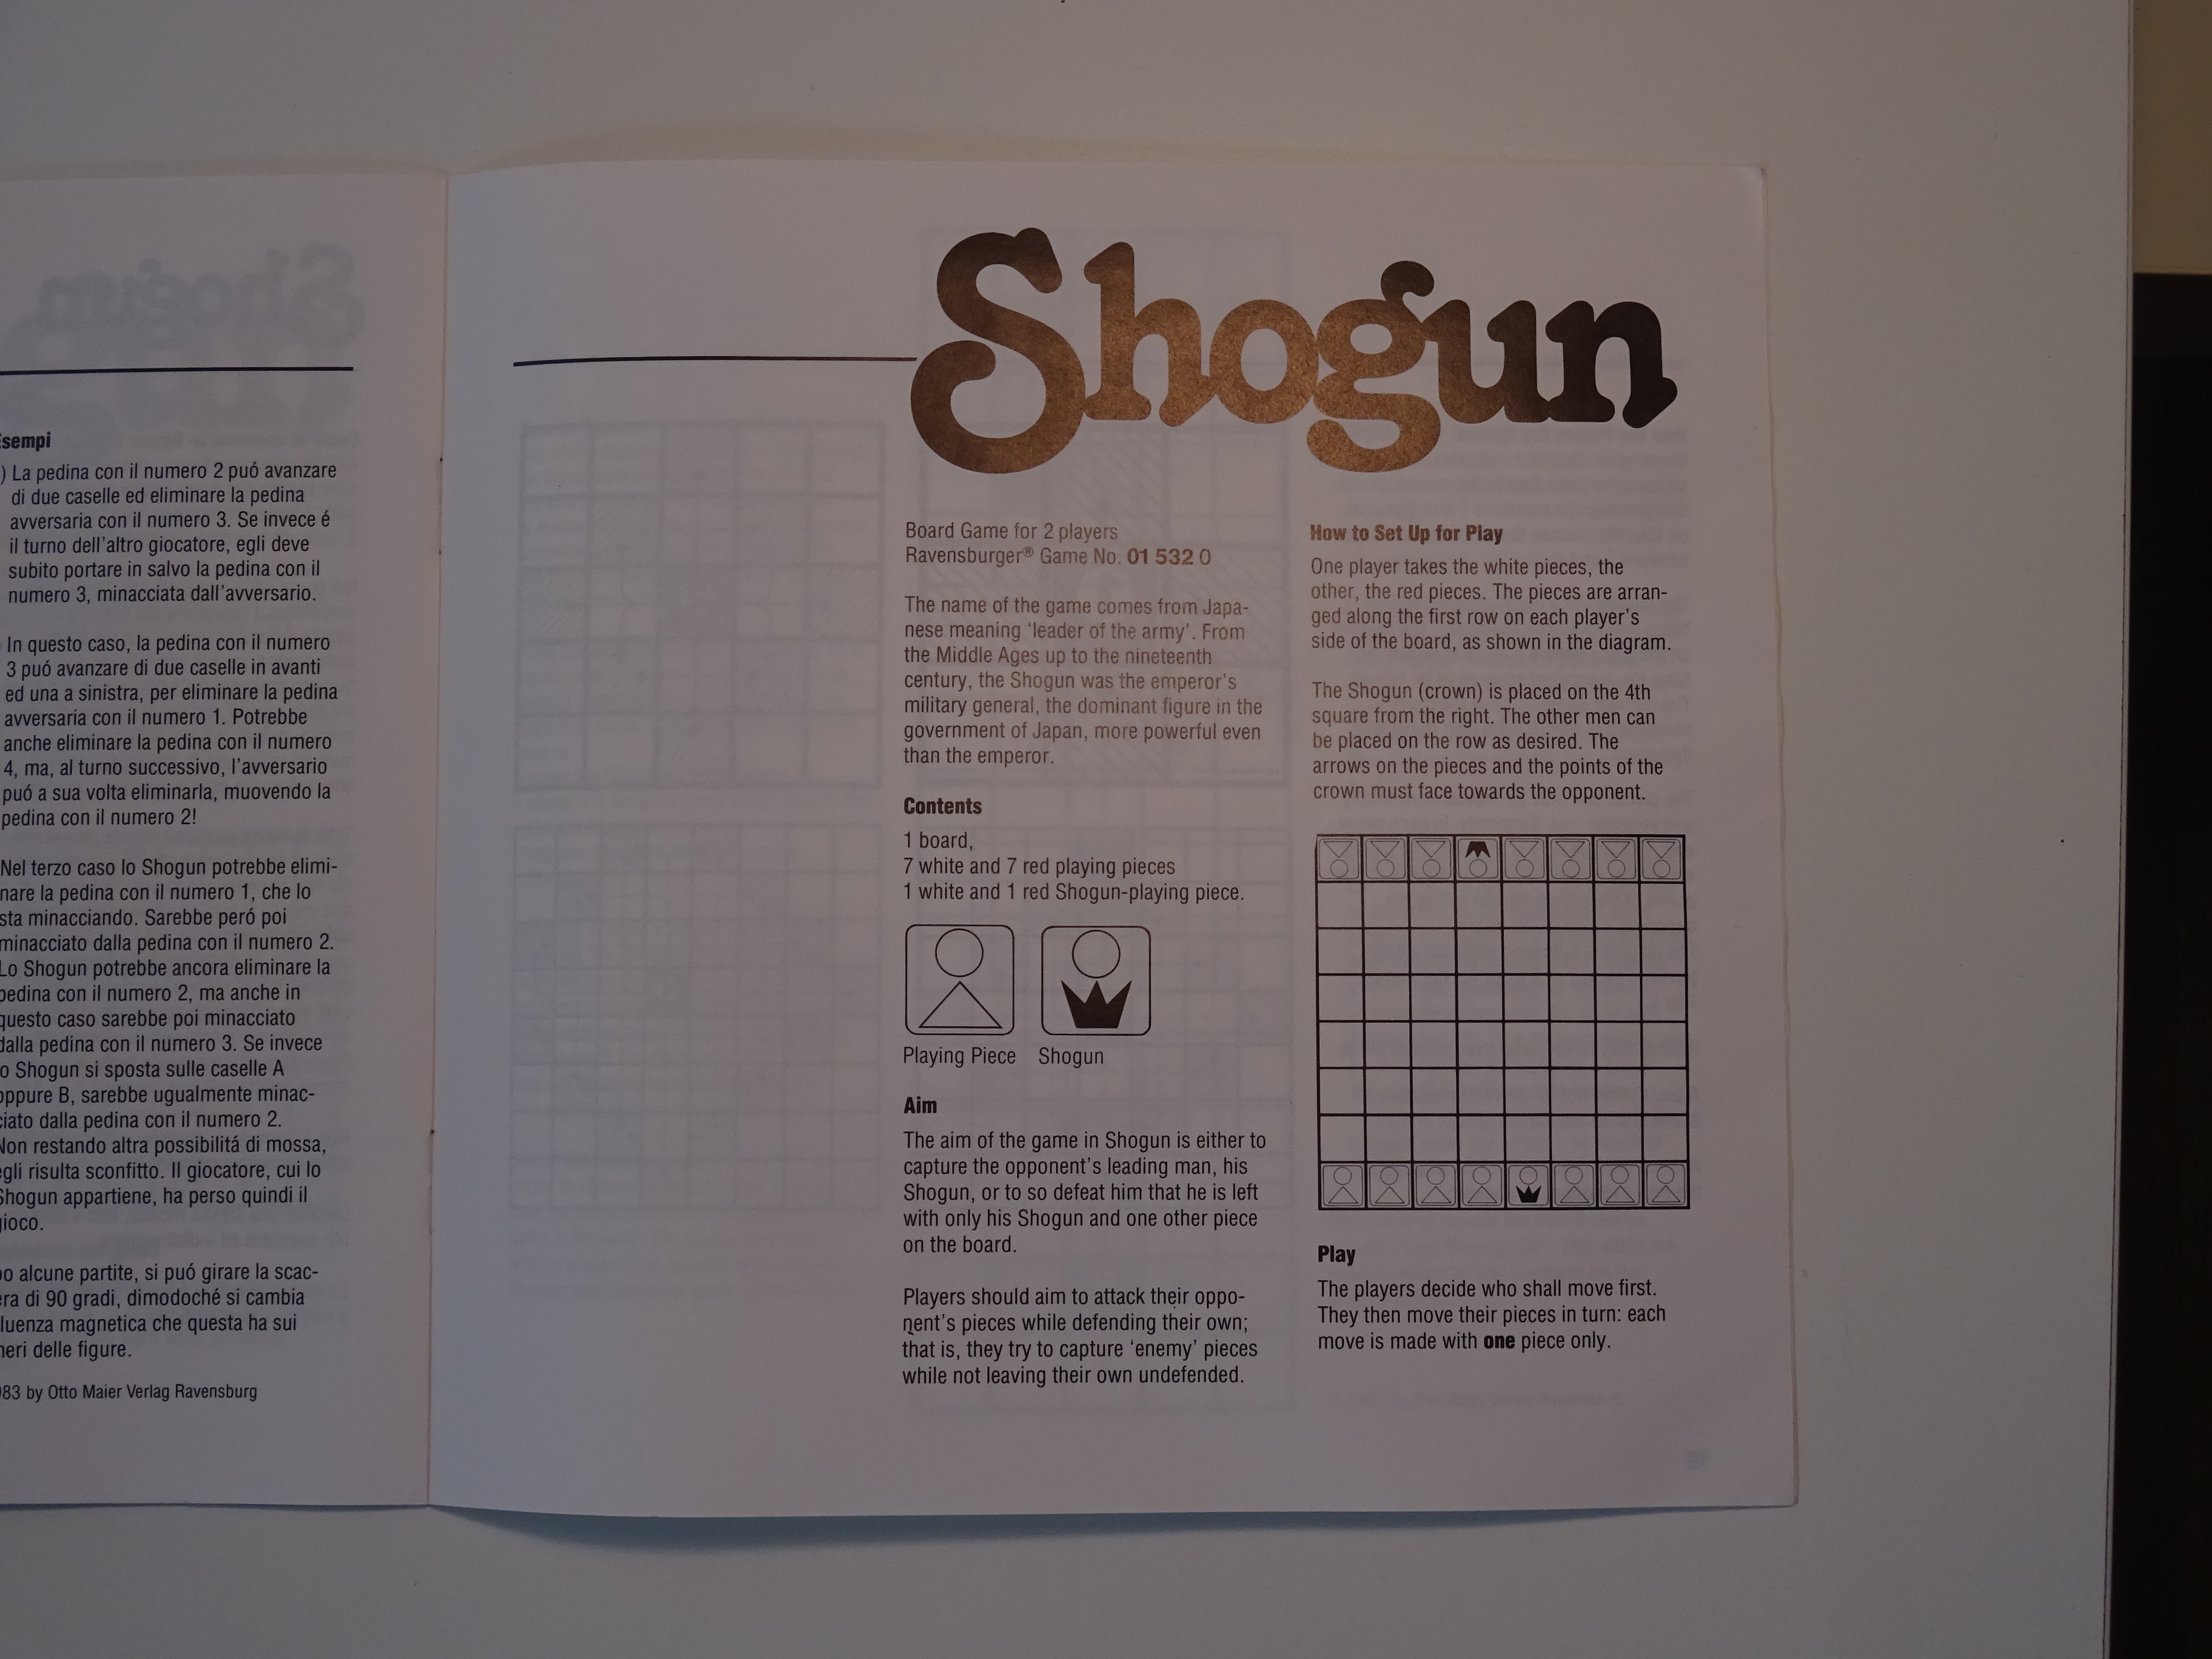 Esempi
) La pedina con il numero 2 puó avanzare
di due caselle ed eliminare la pedina
avversaria con il numero 3. Se invece é
il turno dell'altro giocatore, egli deve
subito portare in salvo la pedina con il
numero 3, minacciata dall'avversario.
In questo caso, la pedina con il numero
3 puó avanzare di due caselle in avanti
ed una a sinistra, per eliminare la pedina
avversaria con il numero 1. Potrebbe
anche eliminare la pedina con il numero
4, ma, al turno successivo, l'avversario
puó a sua volta eliminarla, muovendo la
pedina con il numero 2!
Nel terzo caso lo Shogun potrebbe elimi-
nare la pedina con il numero 1, che lo
sta minacciando. Sarebbe peró poi
minacciato dalla pedina con il numero 2.
Lo Shogun potrebbe ancora eliminare la
pedina con il numero 2, ma anche in
questo caso sarebbe poi minacciato
dalla pedina con il numero 3. Se invece
lo Shogun si sposta sulle caselle A
oppure B, sarebbe ugualmente minac-
ciato dalla pedina con il numero 2.
Non restando altra possibilitá di mossa,
egli risulta sconfitto. Il giocatore, cui lo
Shogun appartiene, ha perso quindi il
gioco.
po alcune partite, si puó girare la scac-
era di 90 gradi, dimodoché si cambia
luenza magnetica che questa ha sui
neri delle figure.
983 by Otto Maier Verlag Ravensburg
Shogun
Board Game for 2 players
Ravensburger® Game No. 01 532 0
The name of the game comes from Japa-
nese meaning 'leader of the army'. From
the Middle Ages up to the nineteenth
century, the Shogun was the emperor's
military general, the dominant figure in the
government of Japan, more powerful even
than the emperor.
Contents
1 board,
7 white and 7 red playing pieces
1 white and 1 red Shogun-playing piece.
Playing Piece Shogun
Aim
The aim of the game in Shogun is either to
capture the opponent's leading man, his
Shogun, or to so defeat him that he is left
with only his Shogun and one other piece
on the board.
Players should aim to attack their oppo-
nent's pieces while defending their own;
that is, they try to capture 'enemy' pieces
while not leaving their own undefended.
How to Set Up for Play
One player takes the white pieces, the
other, the red pieces. The pieces are arran-
ged along the first row on each player's
side of the board, as shown in the diagram.
The Shogun (crown) is placed on the 4th
square from the right. The other men can
be placed on the row as desired. The
arrows on the pieces and the points of the
crown must face towards the opponent.
Play
The players decide who shall move first.
They then move their pieces in turn: each
move is made with one piece only.